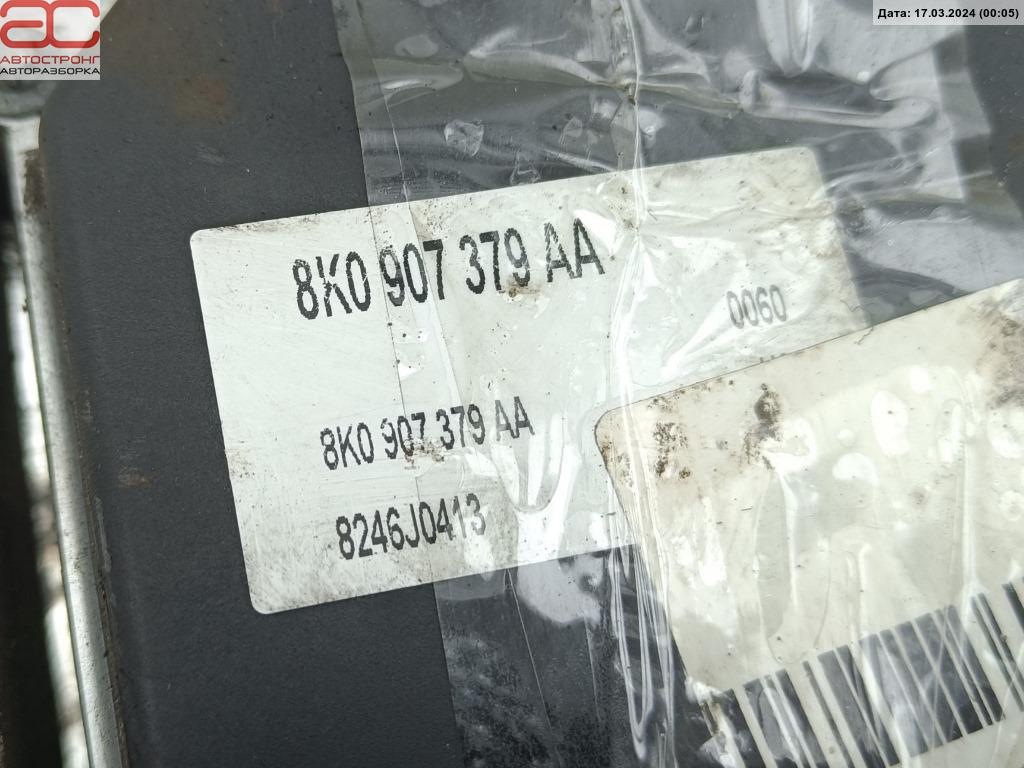 АС
АВТОСТРОНГ
АВТОРАЗБОРКА
Дата: 17.03.2024 (00:05)
8K0 907 379 AA
0060
8K0 907 379 AA
8246J0413